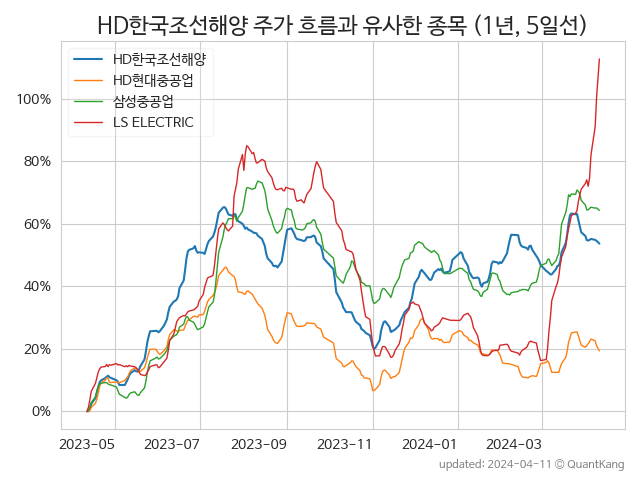 HD한국조선해양 주가 흐름과 유사한 종목 (1년, 5일선)
HD한국조선해양
HD현대중공업
삼성중공업
LS ELECTRIC
100%
80%
60%
40%
20%
0%
2023-05 2023-07 2023-09 2023-11 2024-01 2024-03
updated: 2024-04-11 © QuantKang